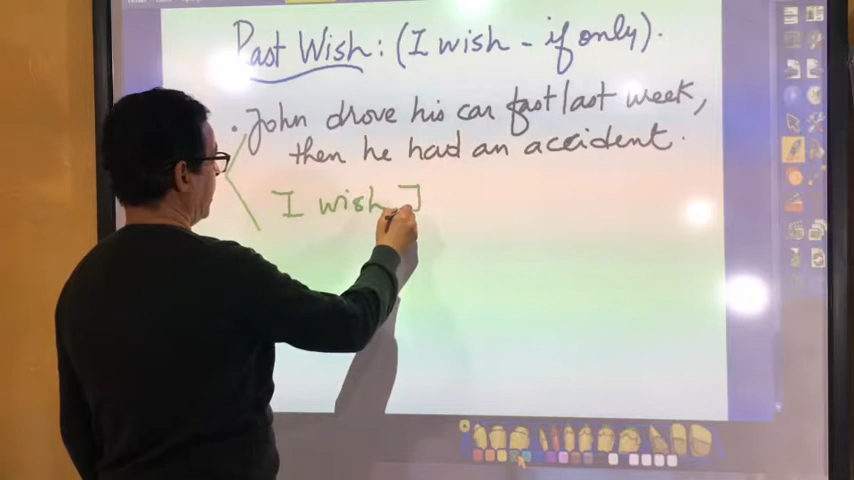 Past Wish: (I wish - if only).
• John drove his car fast last week,
then he had an accident.
I wish J